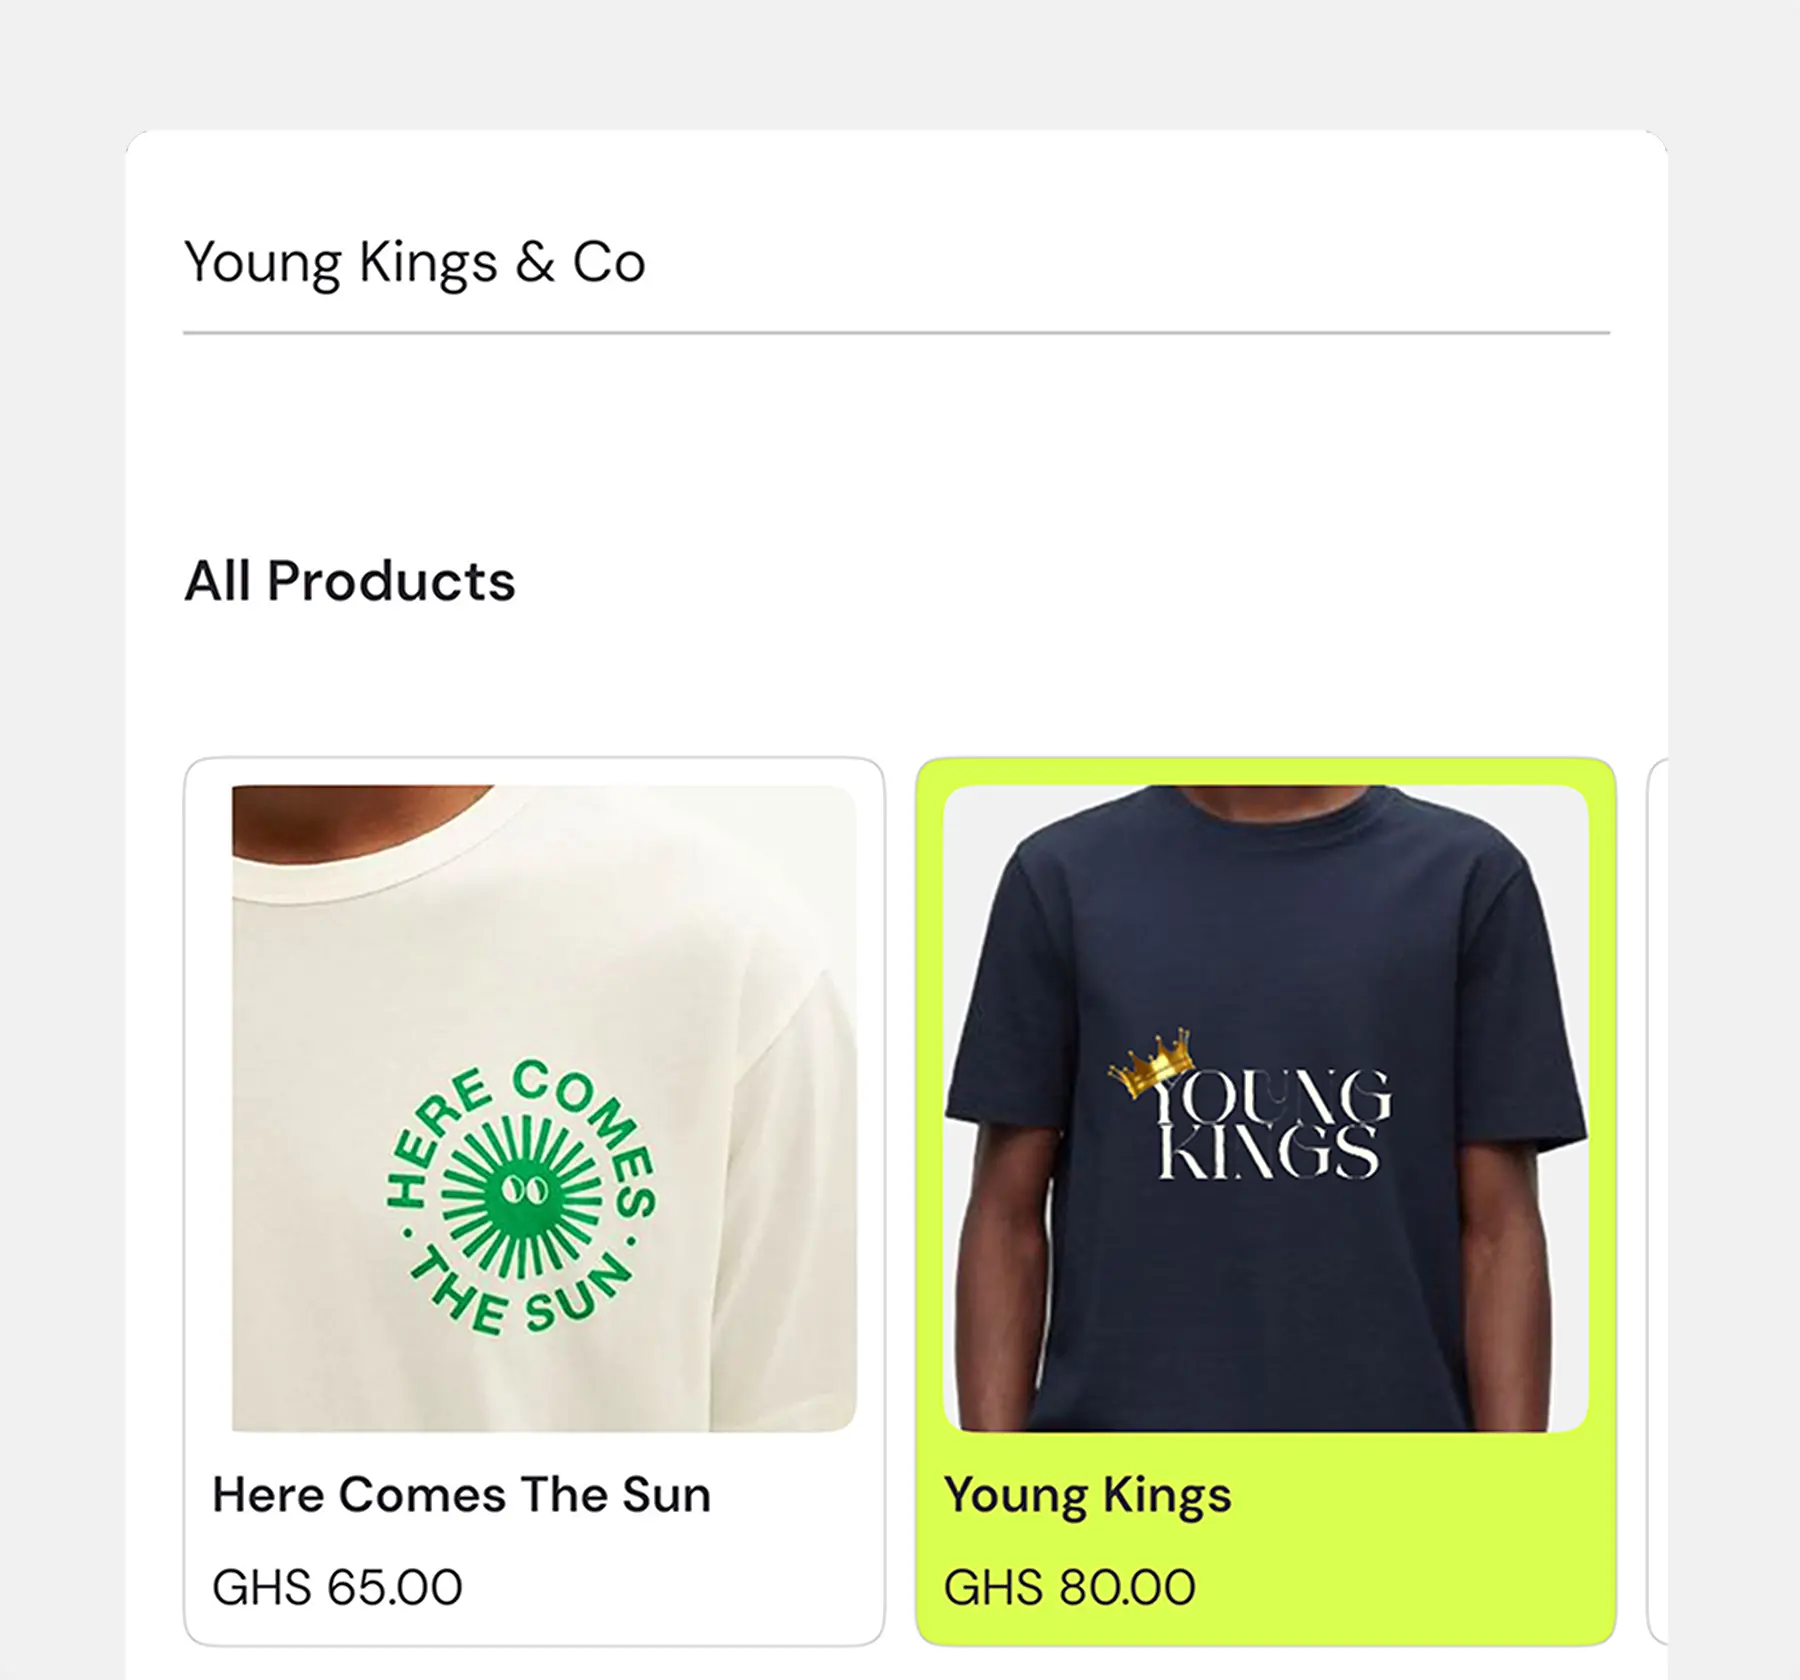 Young Kings & Co
All Products
HERE COMES
· THE SUN ·
YOUNG
KINGS
Here Comes The Sun
GHS 65.00
Young Kings
GHS 80.00